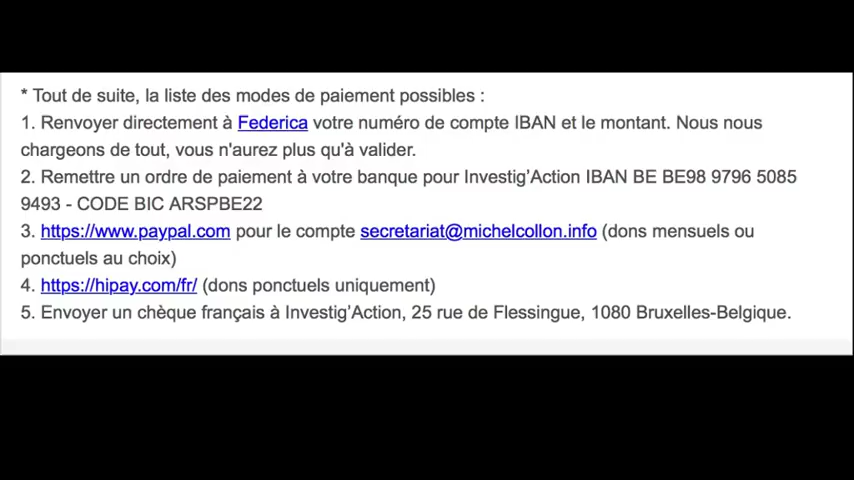 * Tout de suite, la liste des modes de paiement possibles :
1. Renvoyer directement à Federica votre numéro de compte IBAN et le montant. Nous nous
chargeons de tout, vous n'aurez plus qu'à valider.
2. Remettre un ordre de paiement à votre banque pour Investig'Action IBAN BE BE98 9796 5085
9493 - CODE BIC ARSPBE22
3. https://www.paypal.com pour le compte secretariat@michelcollon.info (dons mensuels ou
ponctuels au choix)
4. https://hipay.com/fr/ (dons ponctuels uniquement)
5. Envoyer un chèque français à Investig'Action, 25 rue de Flessingue, 1080 Bruxelles-Belgique.